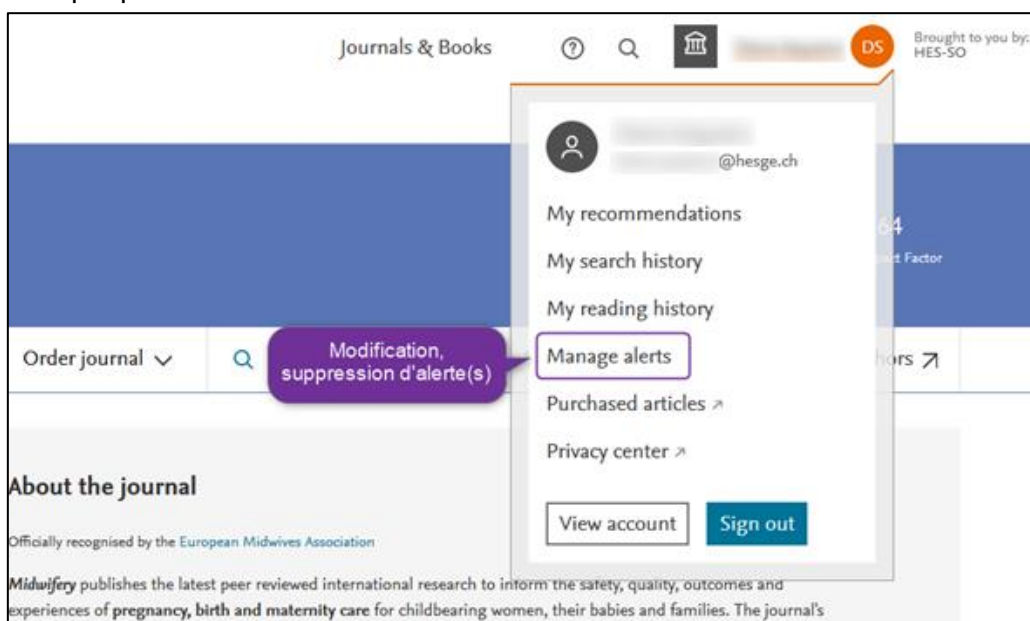 Journals & Books
DS
Brought to you by:
HES-SO
@hesge.ch
My recommendations
64
My search history
Factor
My reading history
Order journal
Modification,
suppression d'alerte(s)
Manage alerts
Purchased articles
Privacy center
View account
Sign out
About the journal
Officially recognised by the European Midwives Association
Midwifery publishes the latest peer reviewed international research to inform the safety, quality, outcomes and
experiences of pregnancy, birth and maternity care for childbearing women, their babies and families. The journal's